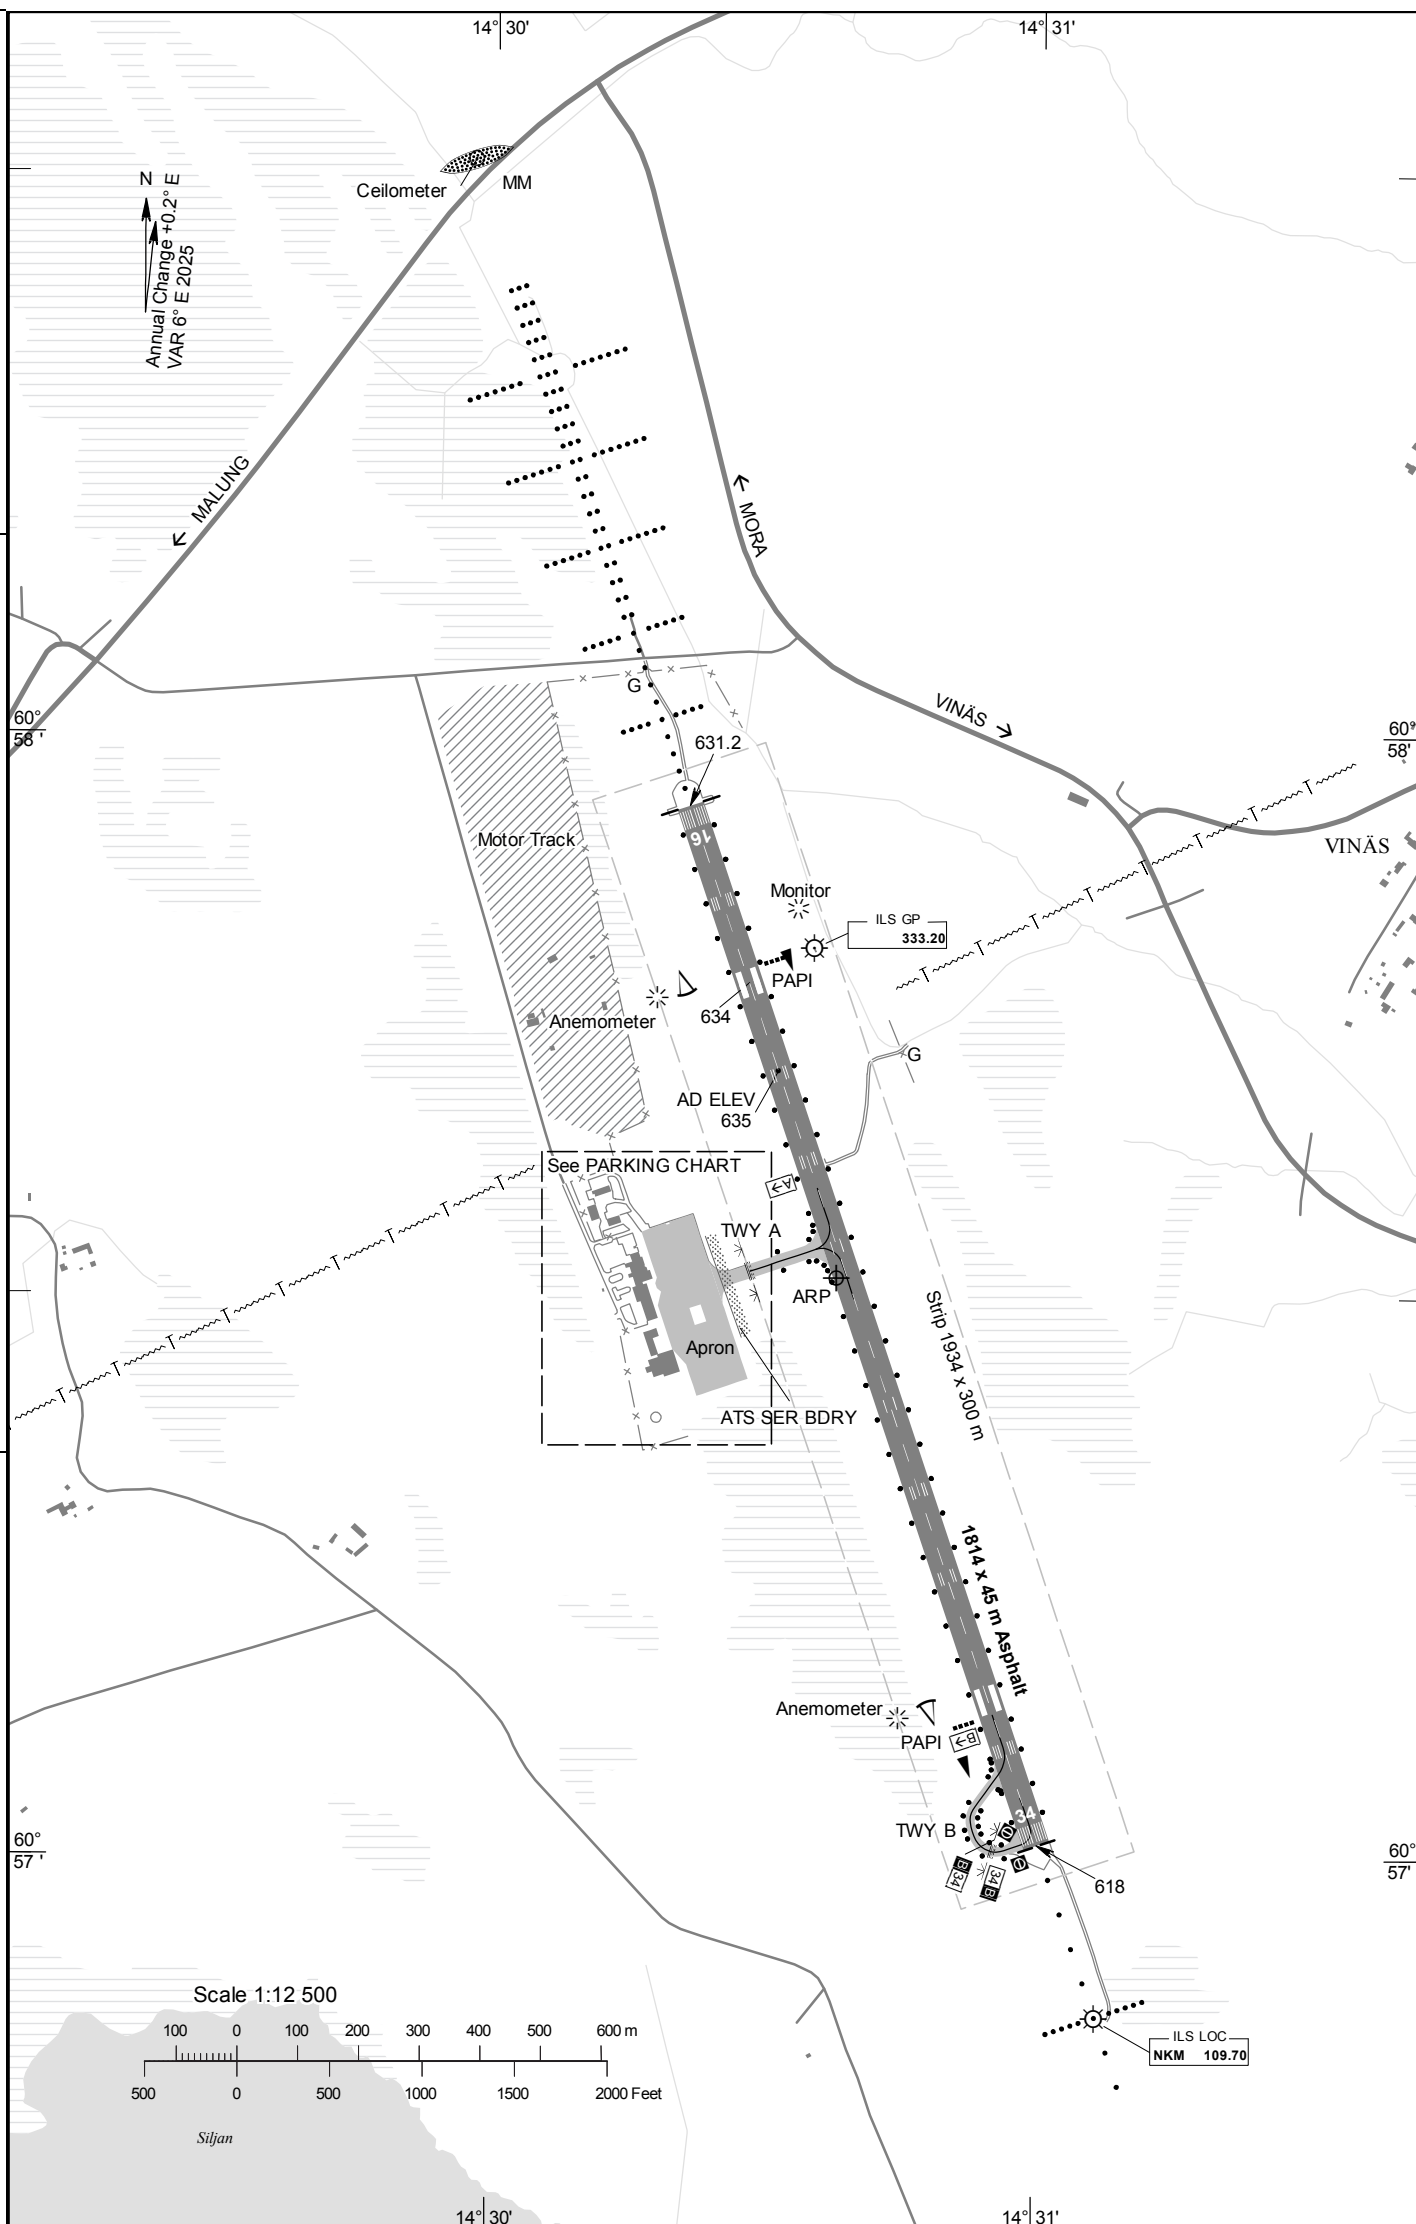 14° 30'
14° 31'
Ceilometer
MM
N
Annual Change +0.2° E
VAR 6° E 2025
MALUNG
MORA
G
VINÄS
60°
58 '
60°
58'
631.2
16
Motor Track
VINÄS
Monitor
ILS GP
333.20
PAPI
634
Anemometer
G
AD ELEV
635
See PARKING CHART
A
TWY A
ARP
Strip 1934 x 300 m
Apron
ATS SER BDRY
1814 x 45 m Asphalt
Anemometer
PAPI
B
34
TWY B
60°
57 '
60°
57'
B 34
34 B
618
Scale 1:12 500
100 0 100 200 300 400 500 600 m
500 0 500 1000 1500 2000 Feet
ILS LOC
NKM 109.70
Siljan
14° 30'
14° 31'